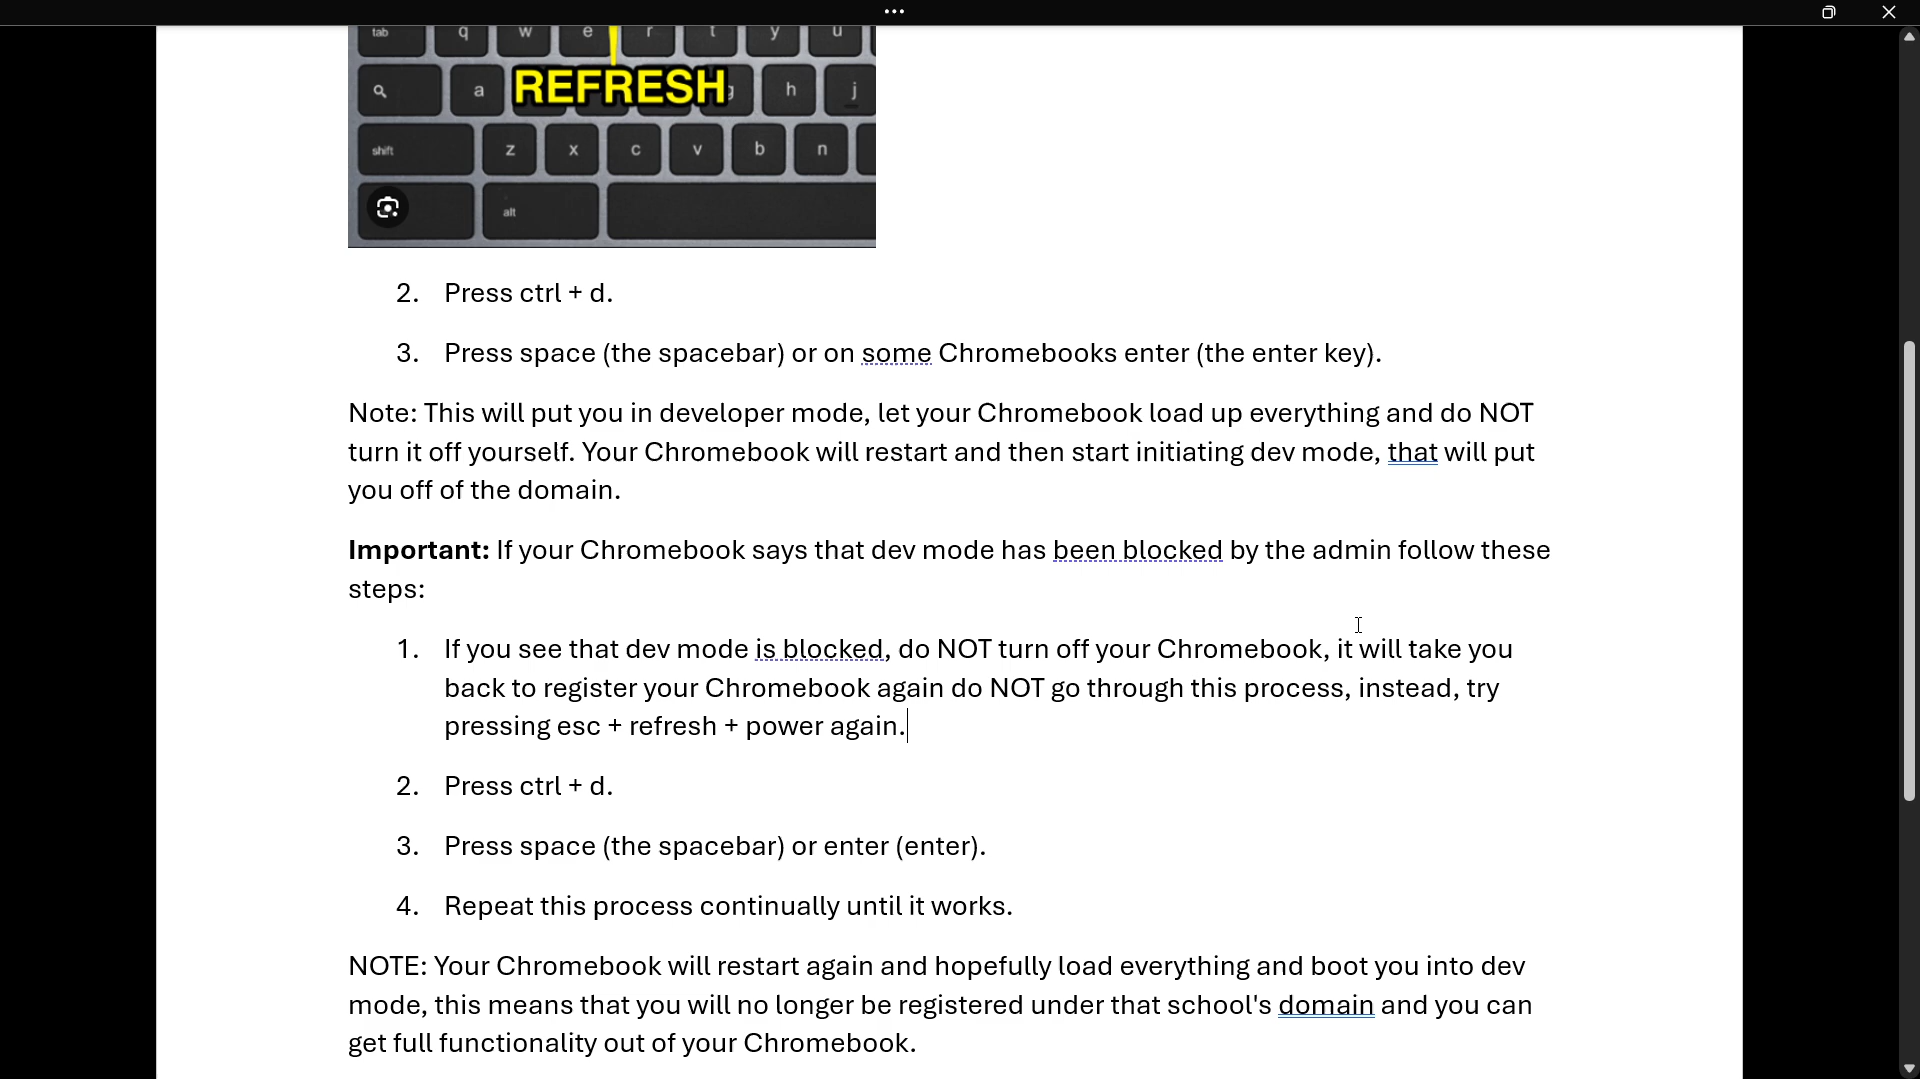 tab q w e r t y u
REFRESH
a g h j
shift z x c v b n
alt
2. Press ctrl + d.
3. Press space (the spacebar) or on some Chromebooks enter (the enter key).
Note: This will put you in developer mode, let your Chromebook load up everything and do NOT
turn it off yourself. Your Chromebook will restart and then start initiating dev mode, that will put
you off of the domain.
Important: If your Chromebook says that dev mode has been blocked by the admin follow these
steps:
1. If you see that dev mode is blocked, do NOT turn off your Chromebook, it will take you
back to register your Chromebook again do NOT go through this process, instead, try
pressing esc + refresh + power again.
2. Press ctrl + d.
3. Press space (the spacebar) or enter (enter).
4. Repeat this process continually until it works.
NOTE: Your Chromebook will restart again and hopefully load everything and boot you into dev
mode, this means that you will no longer be registered under that school's domain and you can
get full functionality out of your Chromebook.